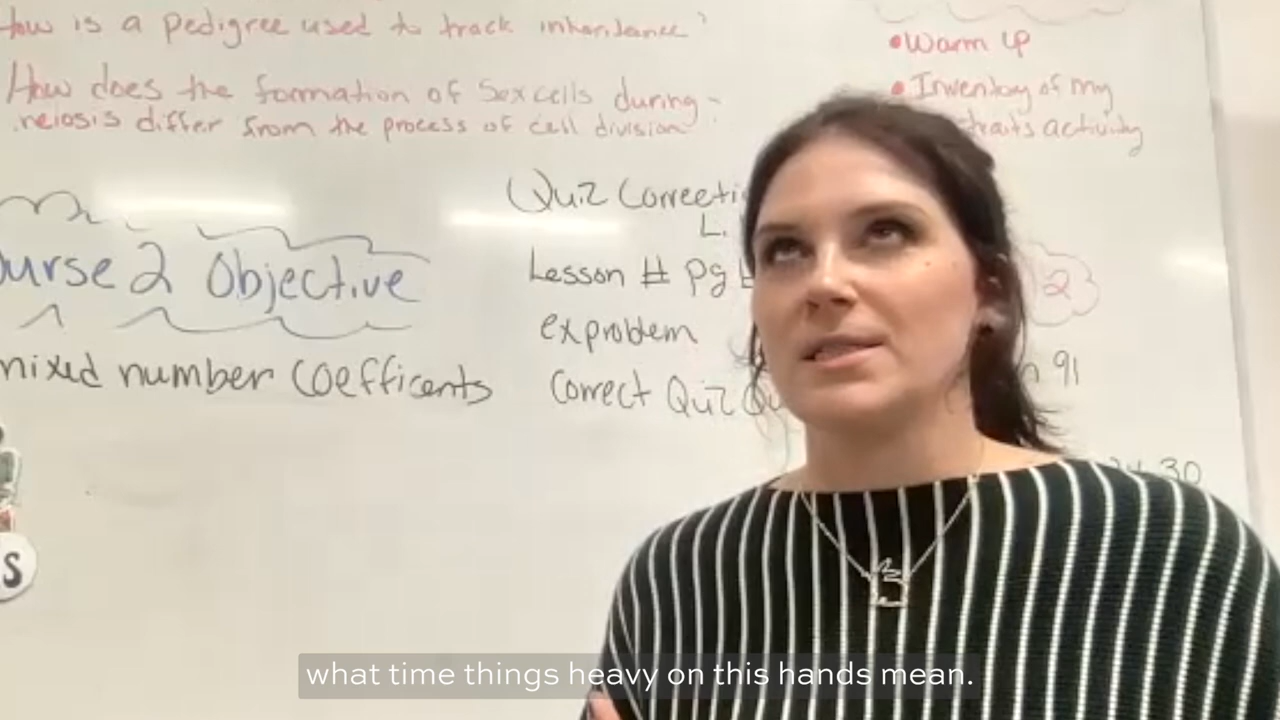 How is a pedigree used to track inheritance?
How does the formation of sex cells during
neiosis differ from the process of cell division
•Warm Up
•Inventory of my
traits activity
urse 2 Objective
mixed number coefficents
Quiz Correcti
L.
Lesson # pg #
ex problem
Correct Quiz Qu
2
n 91
30
S
what time things heavy on this hands mean.